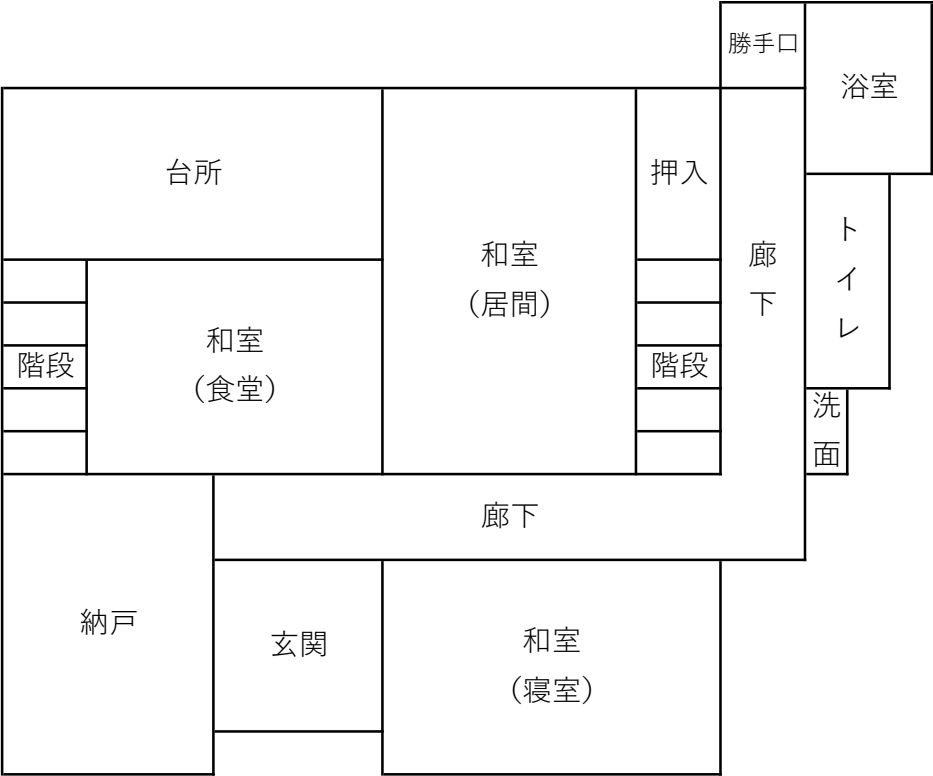 勝手口
浴室
台所
押入
トイレ
和室
（居間）
廊下
和室
（食堂）
階段
階段
洗面
廊下
納戸
玄関
和室
（寝室）